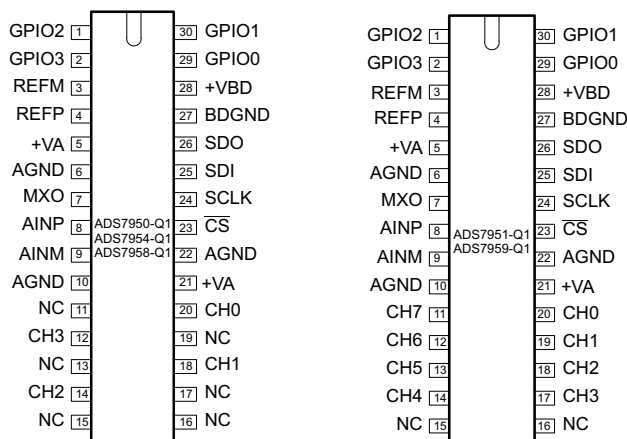 GPIO2 1 30 GPIO1
GPIO3 2 29 GPIO0
REFM 3 28 +VBD
REFP 4 27 BDGND
+VA 5 26 SDO
AGND 6 25 SDI
MXO 7 24 SCLK
AINP 8 23 CS
AINM 9 22 AGND
AGND 10 21 +VA
NC 11 20 CH0
CH3 12 19 NC
NC 13 18 CH1
CH2 14 17 NC
NC 15 16 NC
ADS7950-Q1
ADS7954-Q1
ADS7958-Q1
GPIO2 1 30 GPIO1
GPIO3 2 29 GPIO0
REFM 3 28 +VBD
REFP 4 27 BDGND
+VA 5 26 SDO
AGND 6 25 SDI
MXO 7 24 SCLK
AINP 8 23 CS
AINM 9 22 AGND
AGND 10 21 +VA
CH7 11 20 CH0
CH6 12 19 CH1
CH5 13 18 CH2
CH4 14 17 CH3
NC 15 16 NC
ADS7951-Q1
ADS7959-Q1